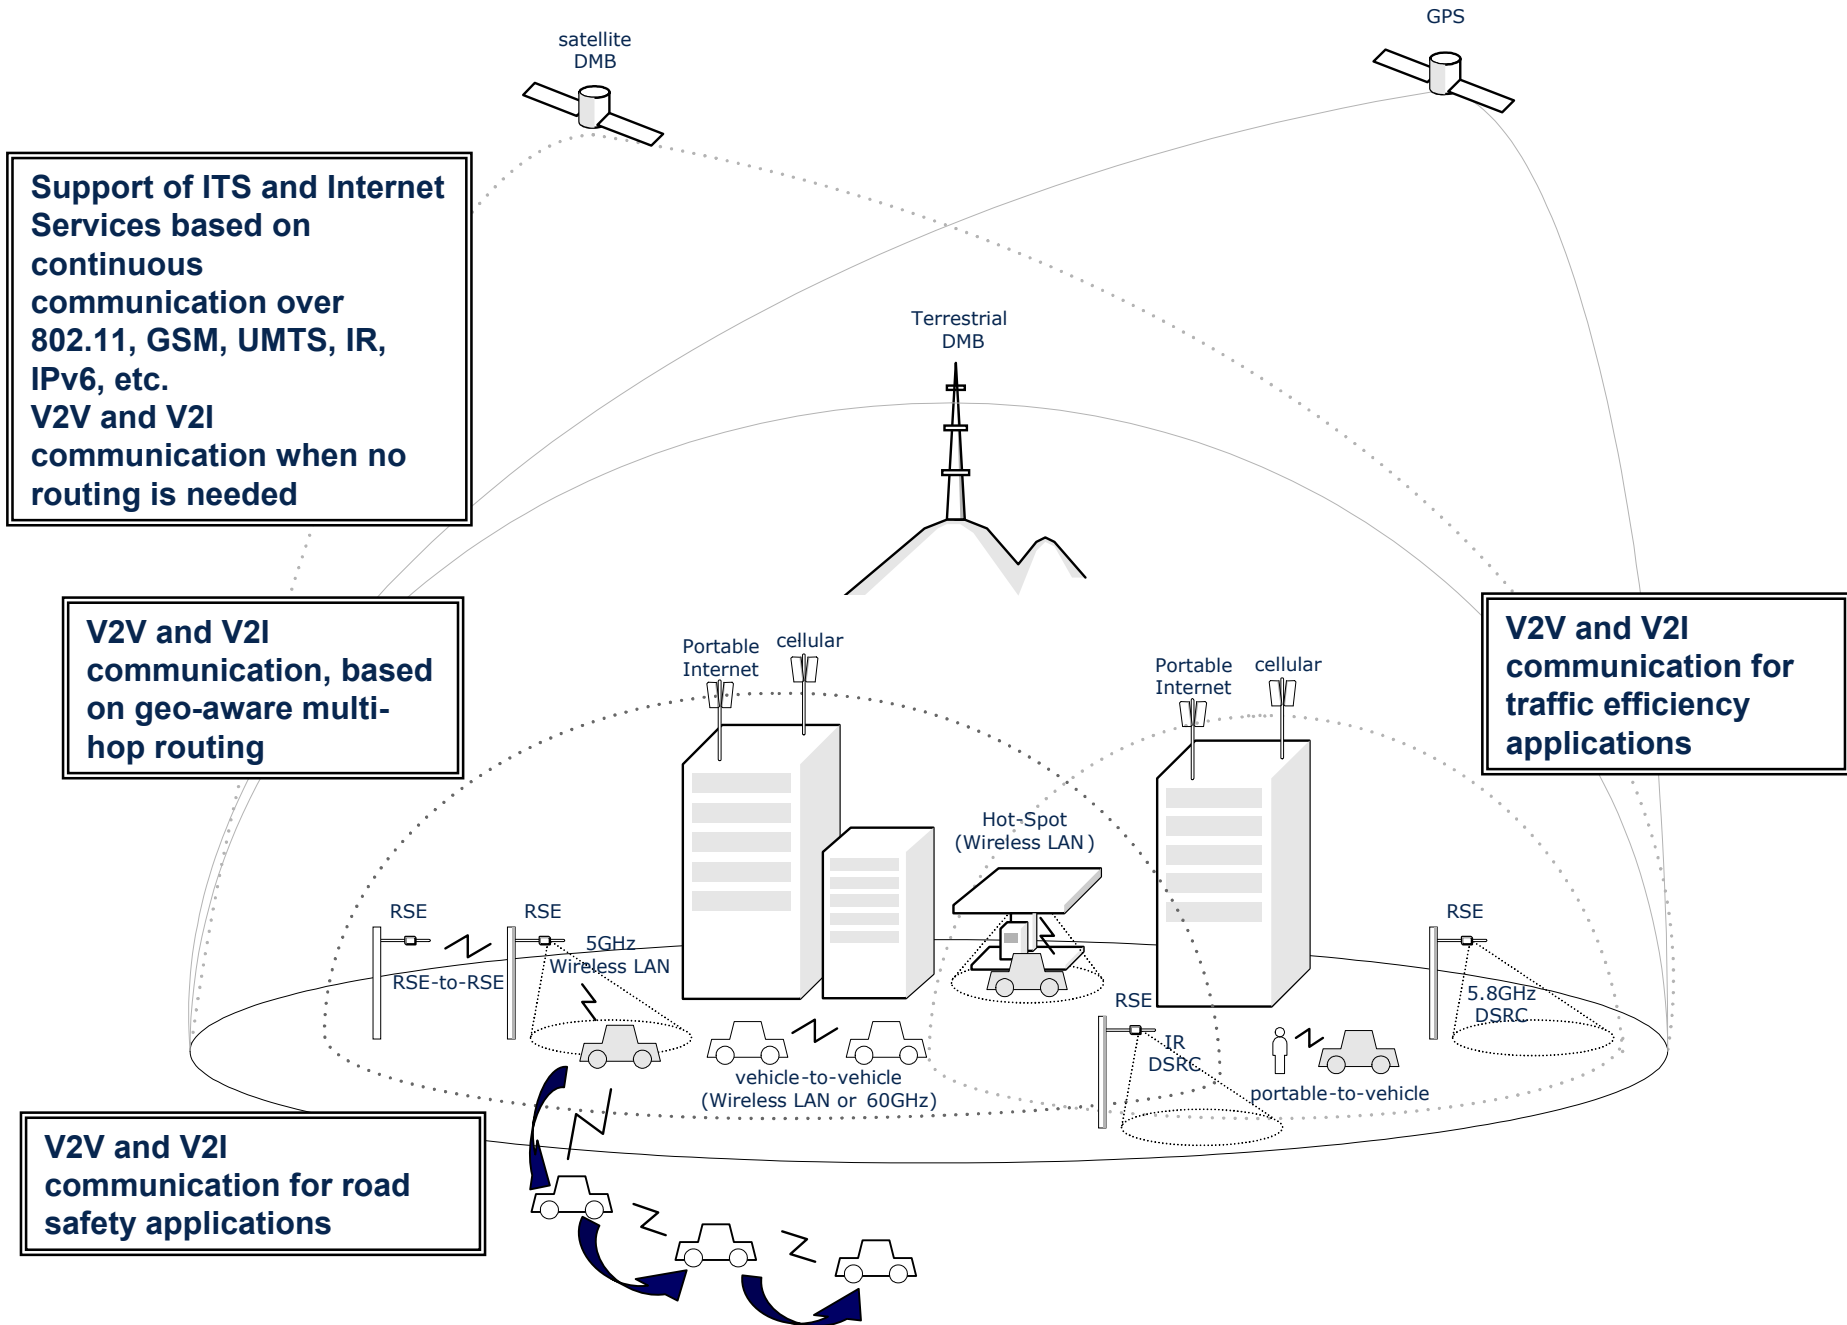 GPS
satellite
DMB
Support of ITS and Internet
Services based on
continuous
communication over
802.11, GSM, UMTS, IR,
IPv6, etc.
V2V and V2I
communication when no
routing is needed
Terrestrial
DMB
V2V and V2I
communication, based
on geo-aware multi-
hop routing
V2V and V2I
communication for
traffic efficiency
applications
Portable
Internet
cellular
Portable
Internet
cellular
Hot-Spot
(Wireless LAN)
RSE
RSE
RSE
5GHz
Wireless LAN
RSE-to-RSE
5.8GHz
DSRC
RSE
IR
DSRC
vehicle-to-vehicle
(Wireless LAN or 60GHz)
portable-to-vehicle
V2V and V2I
communication for road
safety applications